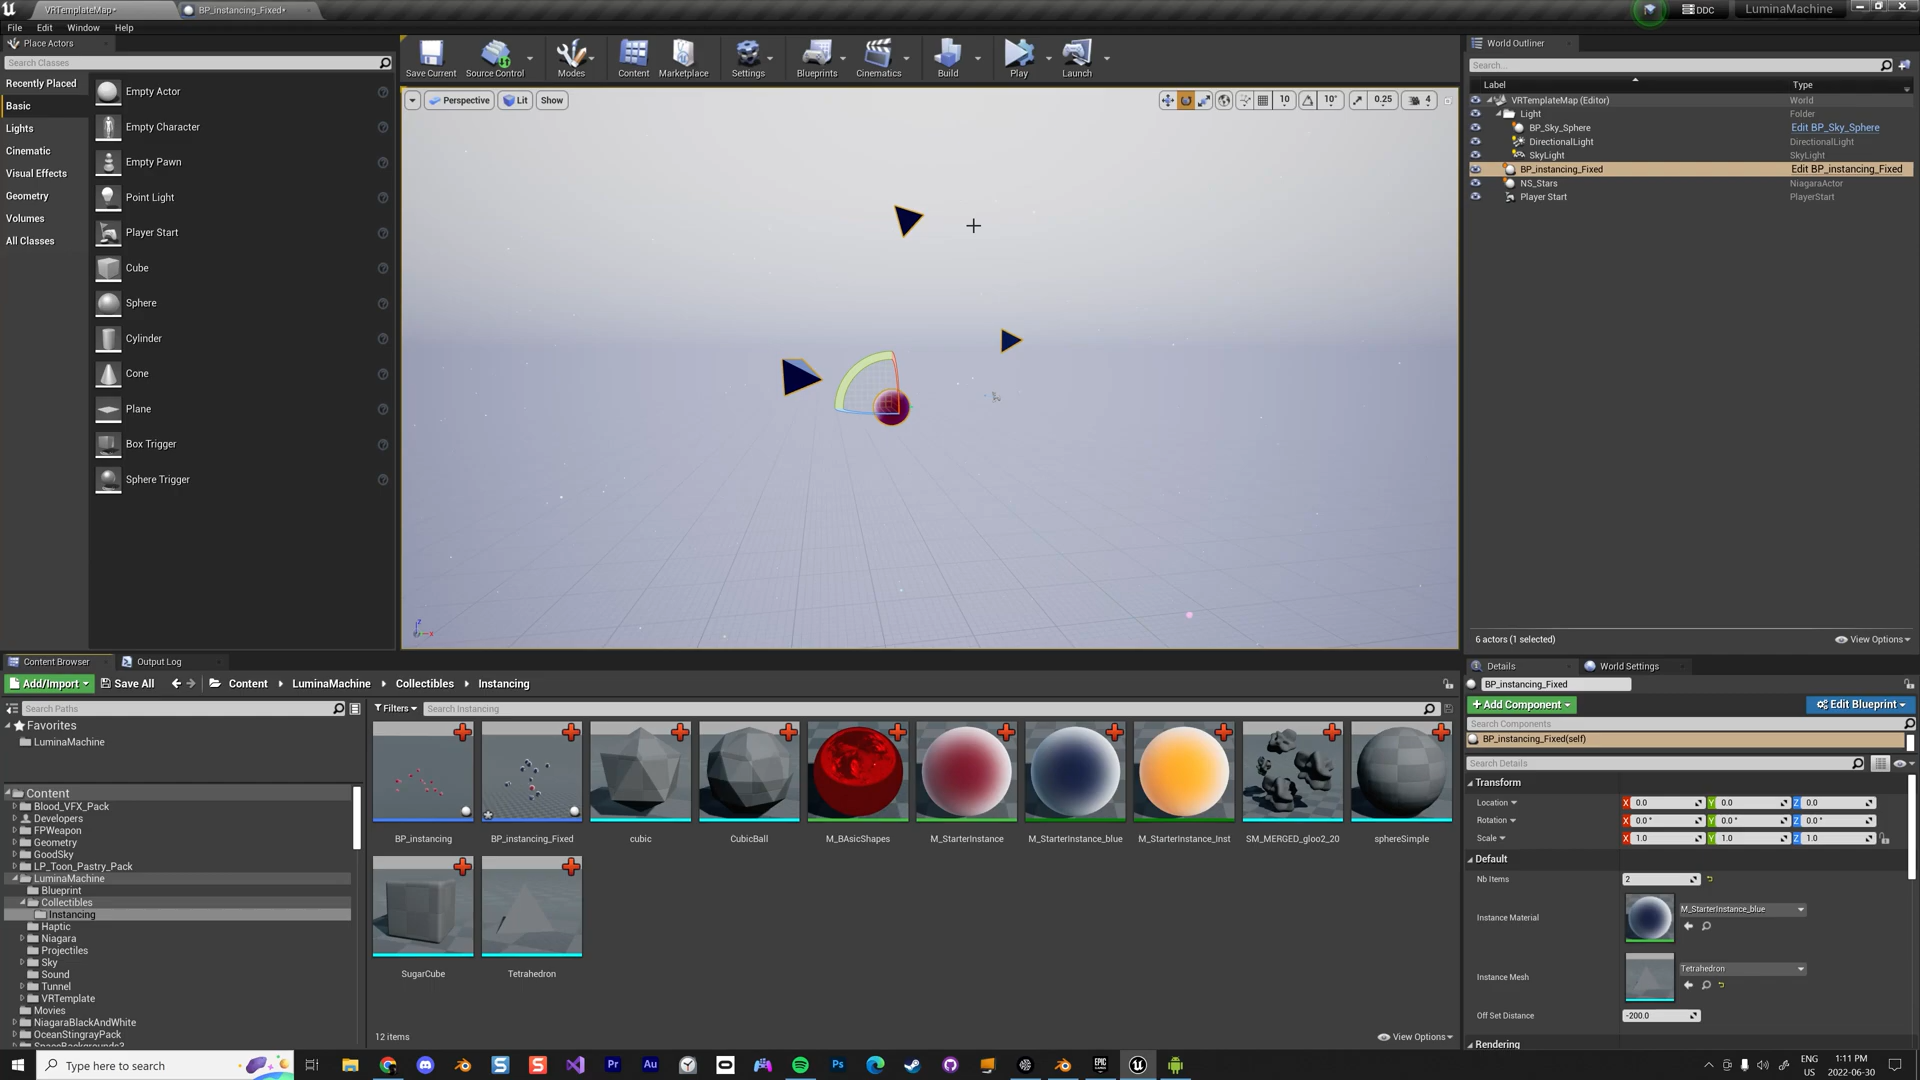 VRTemplateMap*
BP_instancing_Fixed*
DDC
LuminaMachine
File
Edit
Window
Help
Place Actors
Search Classes
Recently Placed
Basic
Lights
Cinematic
Visual Effects
Geometry
Volumes
All Classes
Empty Actor
Empty Character
Empty Pawn
Point Light
Player Start
Cube
Sphere
Cylinder
Cone
Plane
Box Trigger
Sphere Trigger
Save Current
Source Control
Modes
Content
Marketplace
Settings
Blueprints
Cinematics
Build
Play
Launch
Perspective
Lit
Show
10
10°
0.25
4
World Outliner
Search...
Label
Type
VRTemplateMap (Editor)
World
Light
Folder
BP_Sky_Sphere
Edit BP_Sky_Sphere
DirectionalLight
DirectionalLight
SkyLight
SkyLight
BP_instancing_Fixed
Edit BP_instancing_Fixed
NS_Stars
NiagaraActor
Player Start
PlayerStart
6 actors (1 selected)
View Options
Content Browser
Output Log
Add/Import
Save All
Content
LuminaMachine
Collectibles
Instancing
Search Paths
Favorites
LuminaMachine
Content
Blood_VFX_Pack
Developers
FPWeapon
Geometry
GoodSky
LP_Toon_Pastry_Pack
LuminaMachine
Blueprint
Collectibles
Instancing
Haptic
Niagara
Projectiles
Sky
Sound
Tunnel
VRTemplate
Movies
NiagaraBlackAndWhite
OceanStingrayPack
Filters
Search Instancing
BP_instancing
BP_instancing_Fixed
cubic
CubicBall
M_BAsicShapes
M_StarterInstance
M_StarterInstance_blue
M_StarterInstance_Inst
SM_MERGED_gloo2_20
sphereSimple
SugarCube
Tetrahedron
12 items
View Options
Details
World Settings
BP_instancing_Fixed
Add Component
Edit Blueprint
Search Components
BP_instancing_Fixed(self)
Search Details
Transform
Location
X 0.0 Y 0.0 Z 0.0
Rotation
X 0.0° Y 0.0° Z 0.0°
Scale
X 1.0 Y 1.0 Z 1.0
Default
Nb Items
2
Instance Material
M_StarterInstance_blue
Instance Mesh
Tetrahedron
Off Set Distance
-200.0
Rendering
Type here to search
Pr
Au
Ps
EPIC
ENG
US
1:11 PM
2022-06-30